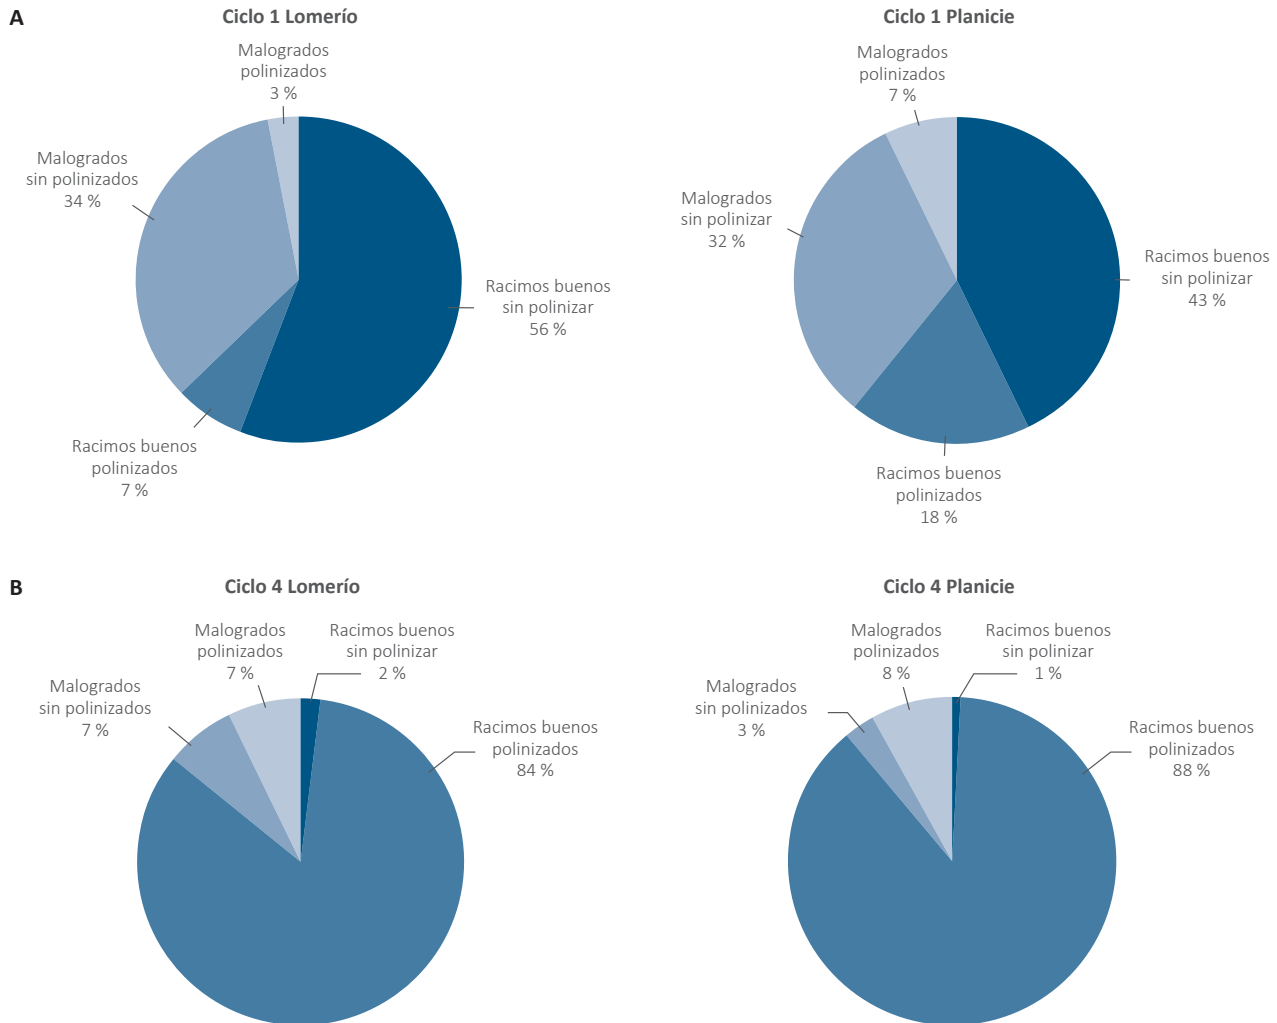 A
Ciclo 1 Lomerío
Malogrados
polinizados
3 %
Malogrados
sin polinizados
34 %
Racimos buenos
sin polinizar
56 %
Racimos buenos
polinizados
7 %
Ciclo 1 Planicie
Malogrados
polinizados
7 %
Malogrados
sin polinizar
32 %
Racimos buenos
sin polinizar
43 %
Racimos buenos
polinizados
18 %
B
Ciclo 4 Lomerío
Malogrados
polinizados
7 %
Racimos buenos
sin polinizar
2 %
Malogrados
sin polinizados
7 %
Racimos buenos
polinizados
84 %
Ciclo 4 Planicie
Malogrados
polinizados
8 %
Racimos buenos
sin polinizar
1 %
Malogrados
sin polinizados
3 %
Racimos buenos
polinizados
88 %